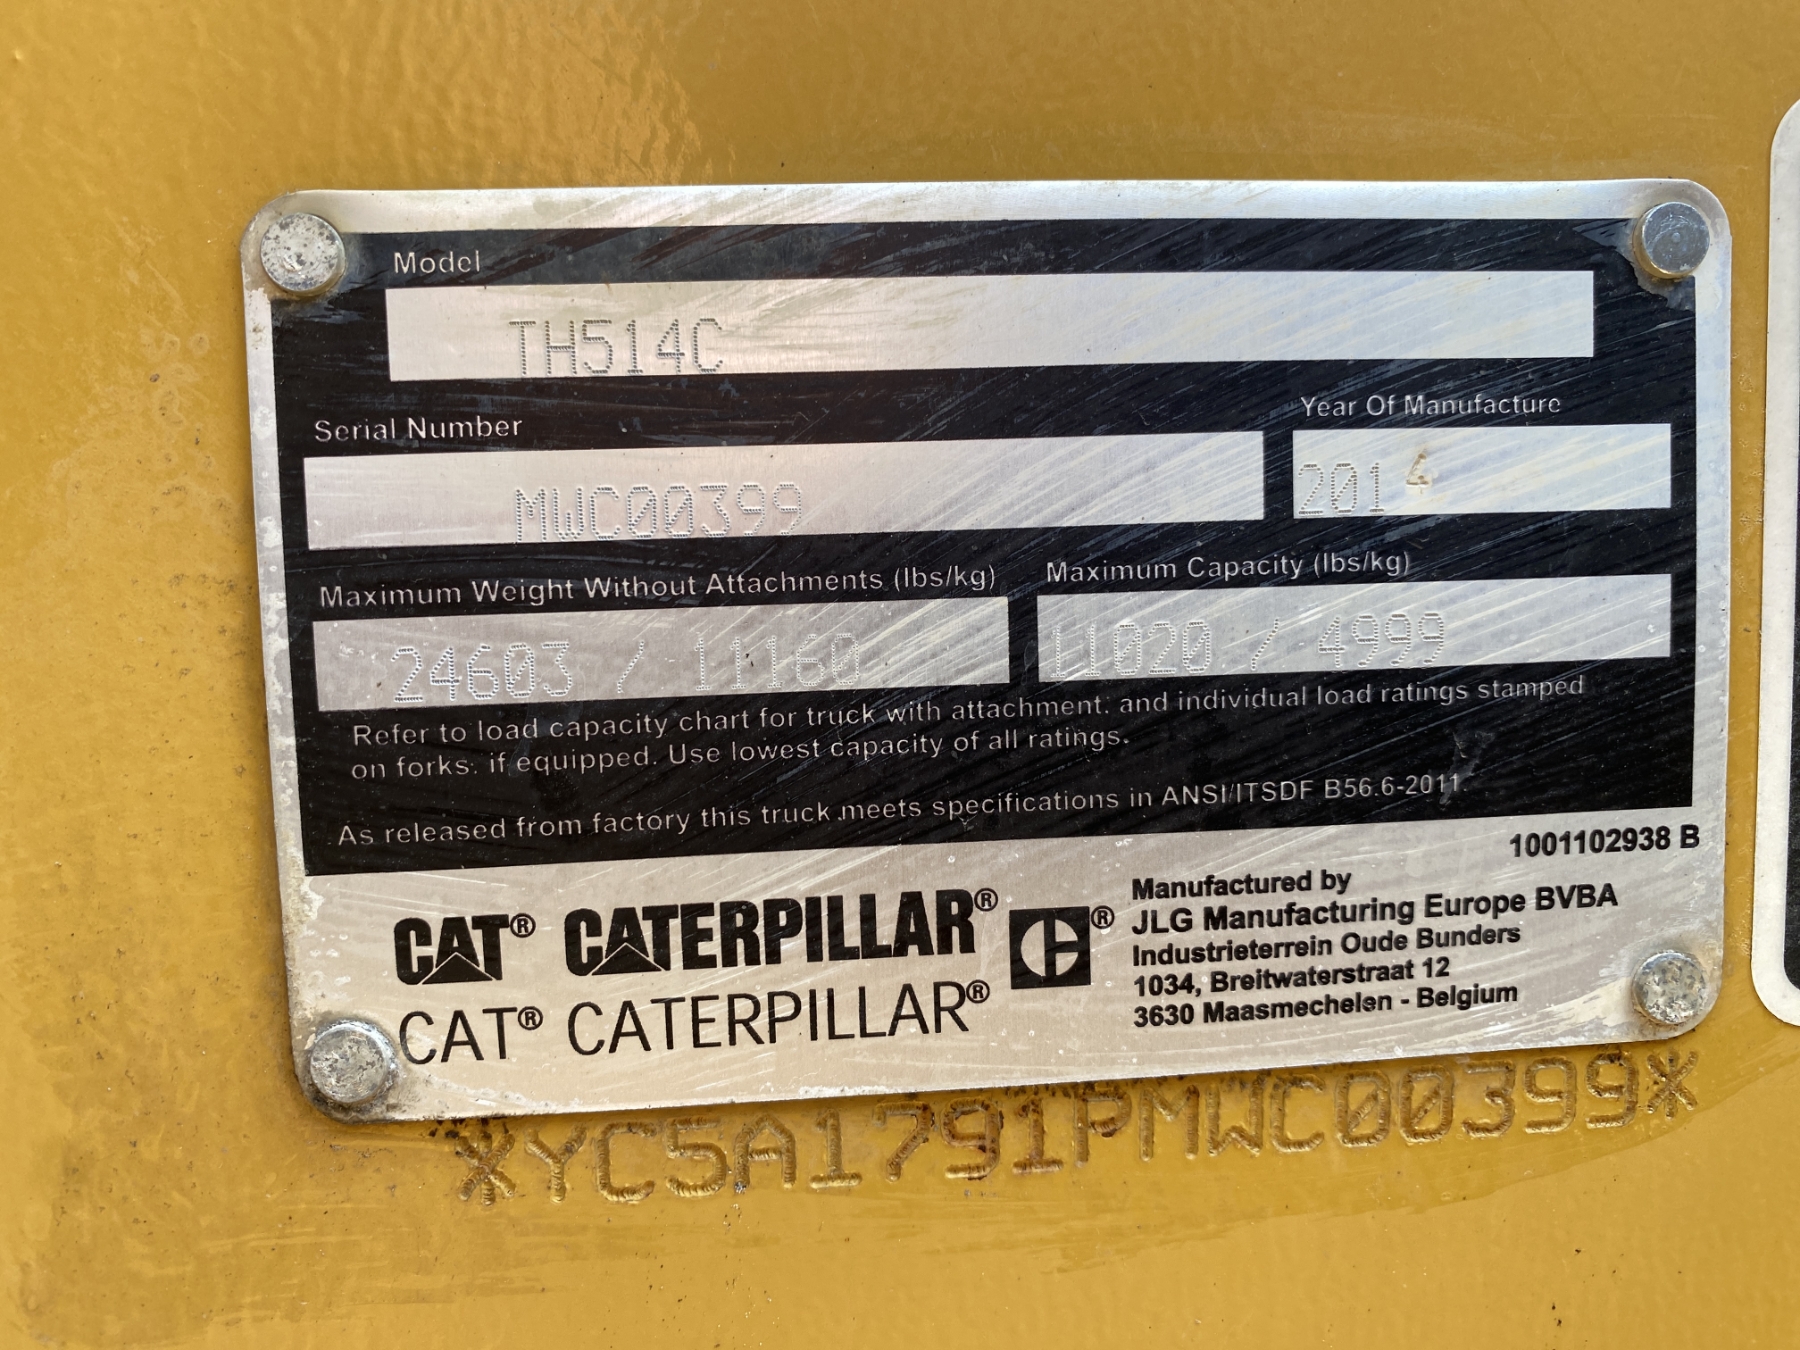 Model
TH514C
Serial Number
Year Of Manufacture
MWC00399
2014
Maximum Weight Without Attachments (lbs/kg)
Maximum Capacity (lbs/kg)
24603 / 11160
11020 / 4999
Refer to load capacity chart for truck with attachment. and individual load ratings stamped
on forks. if equipped. Use lowest capacity of all ratings.
As released from factory this truck meets specifications in ANSI/ITSDF B56.6-2011.
1001102938 B
CAT® CATERPILLAR® C®
CAT® CATERPILLAR®
Manufactured by
JLG Manufacturing Europe BVBA
Industrieterrein Oude Bunders
1034, Breitwaterstraat 12
3630 Maasmechelen - Belgium
*YC5A1791PMWC00399*